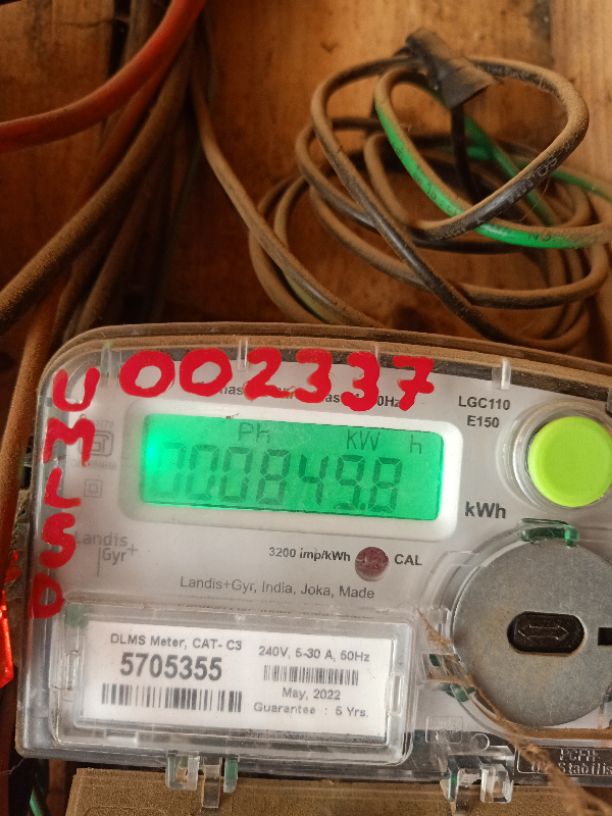 002337
UMLSD
LGC110
E150
Ph kW h
000849.8
kWh
Landis
Gyr+
3200 imp/kWh CAL
Landis+Gyr, India, Joka, Made
DLMS Meter, CAT- C3
5705355
240V, 5-30 A, 50Hz
May, 2022
Guarantee : 5 Yrs.